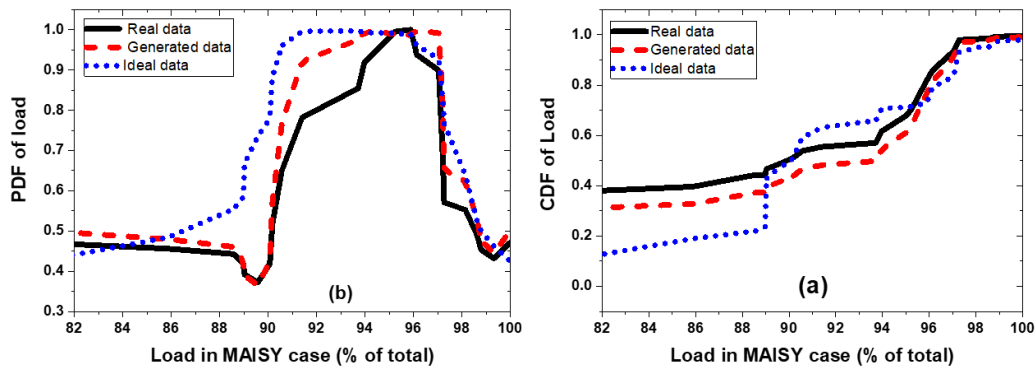 PDF of load
1.0
0.9
0.8
0.7
0.6
0.5
0.4
0.3
Real data
Generated data
Ideal data
(b)
82 84 86 88 90 92 94 96 98 100
Load in MAISY case (% of total)
CDF of Load
1.0
0.8
0.6
0.4
0.2
0.0
Real data
Generated data
Ideal data
(a)
82 84 86 88 90 92 94 96 98 100
Load in MAISY case (% of total)